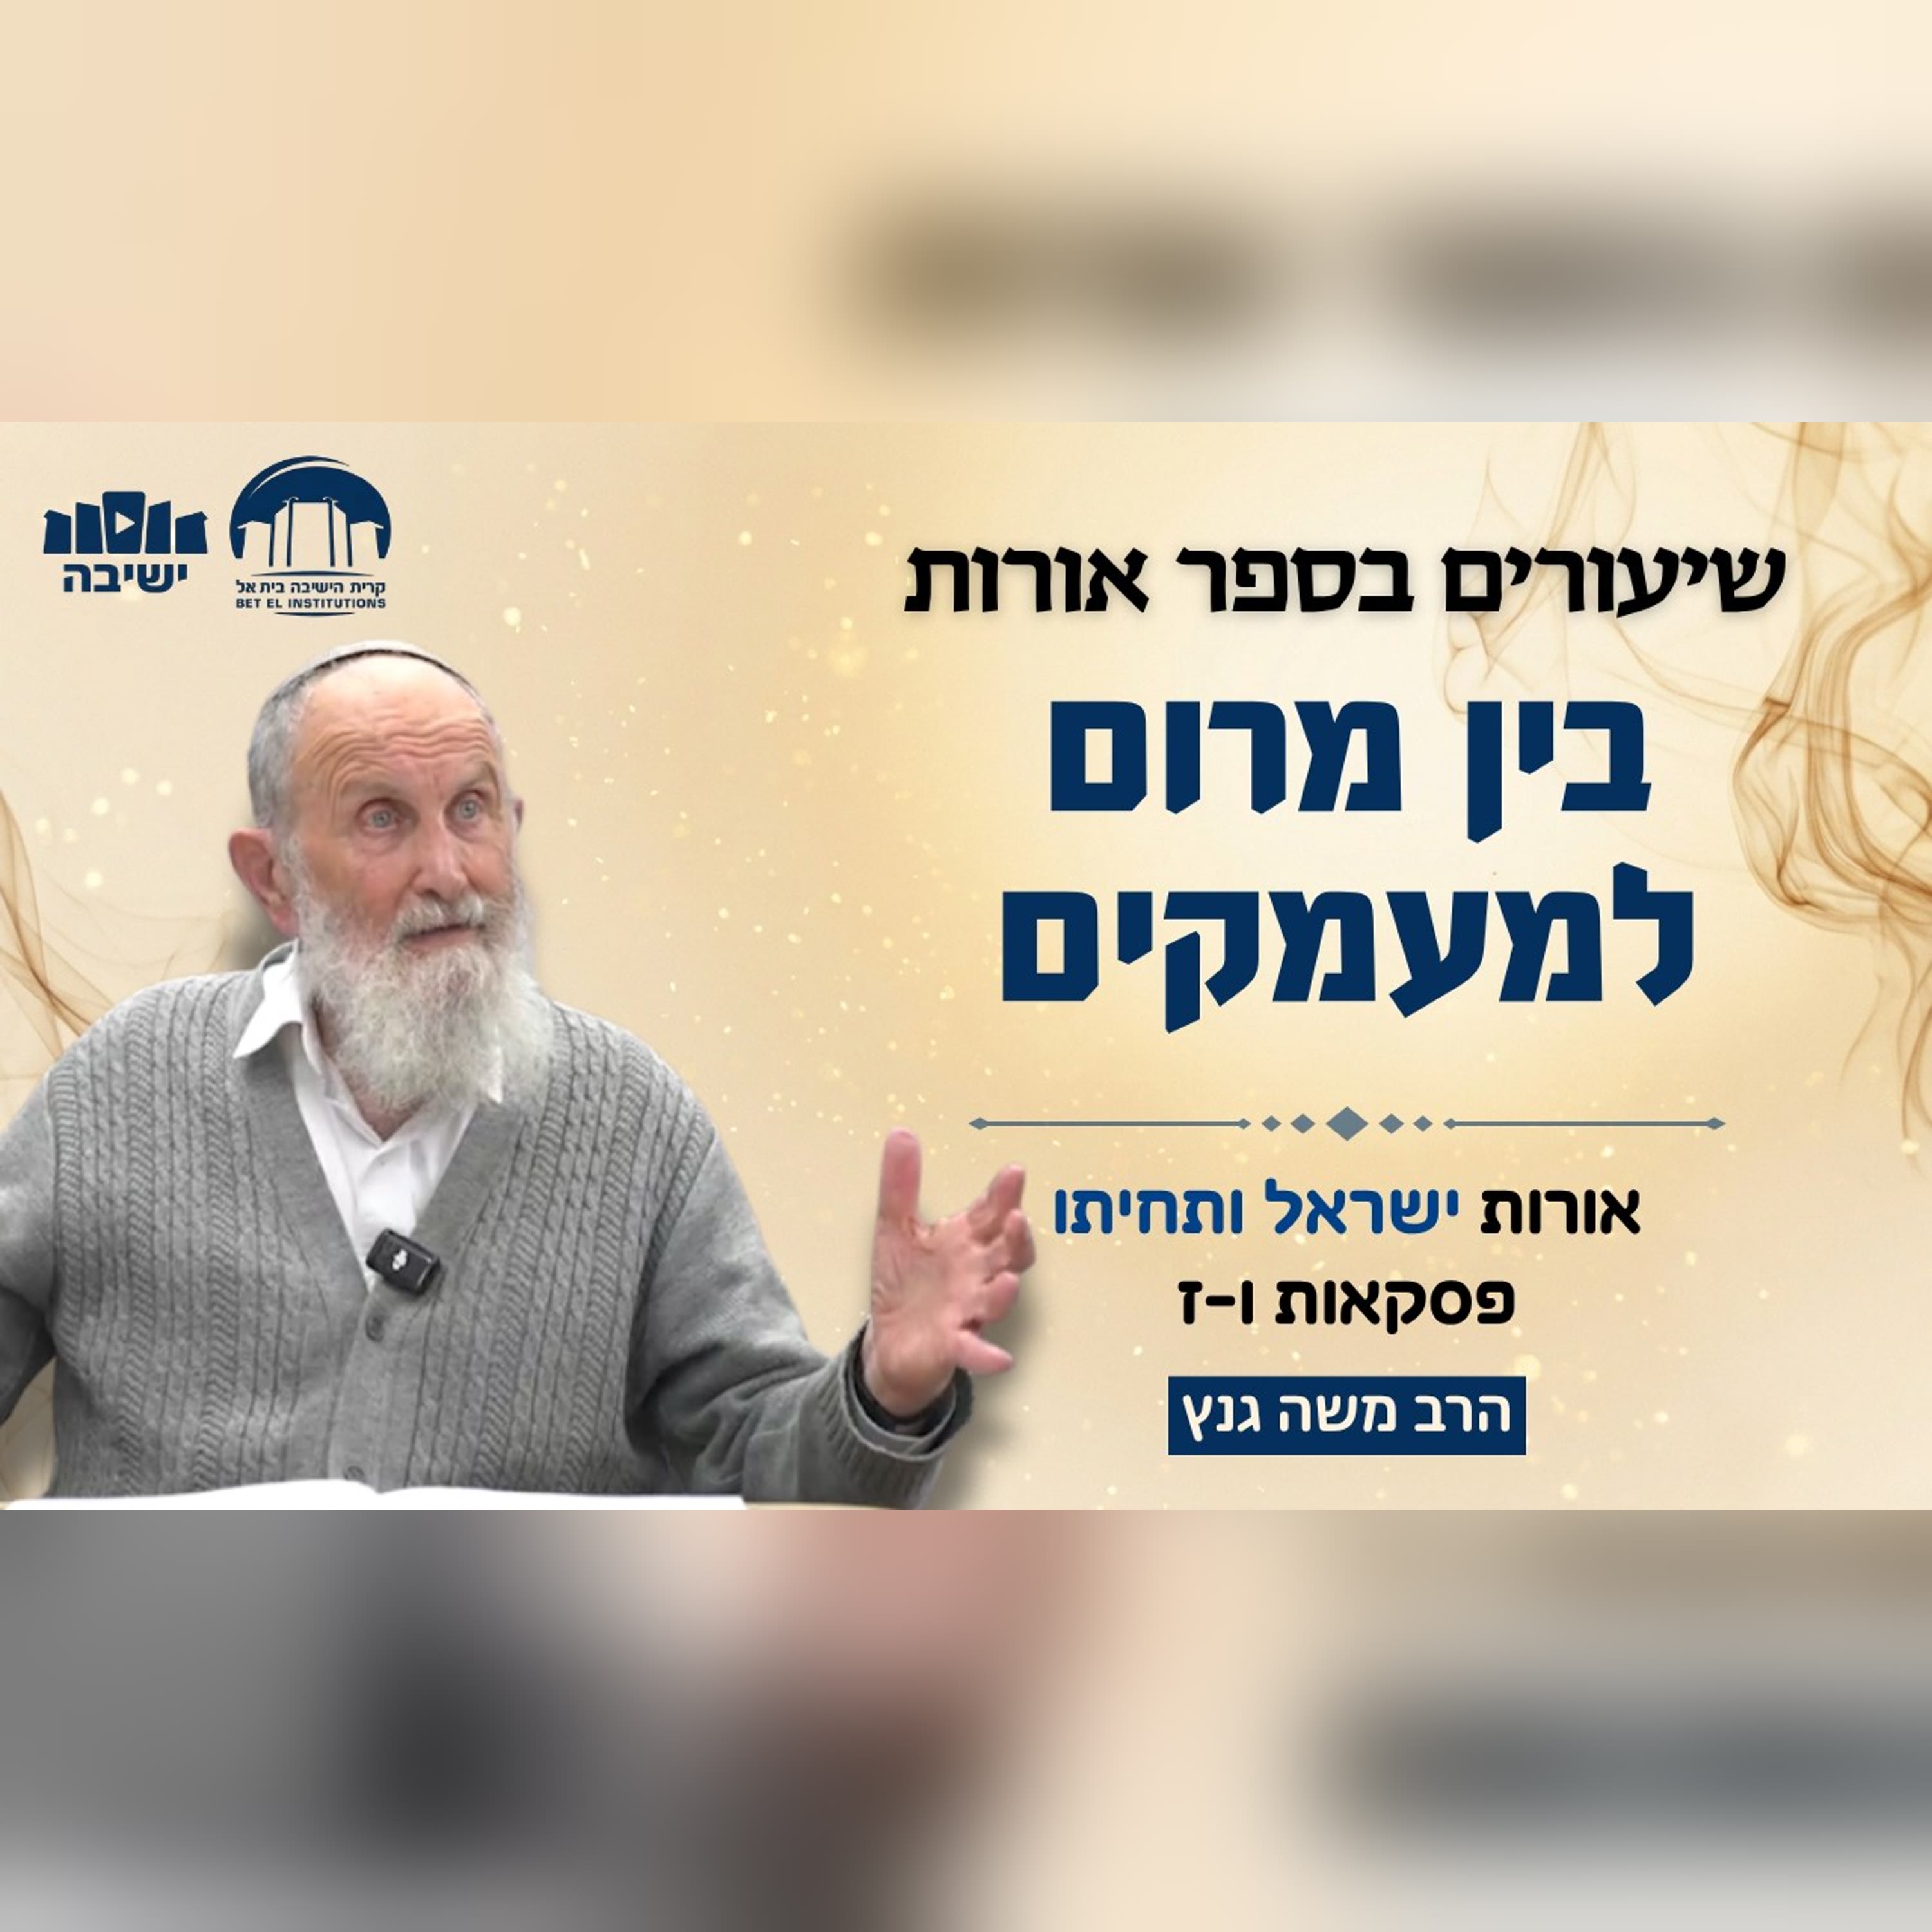 ישיבה
קרית הישיבה בית אל
BET EL INSTITUTIONS
שיעורים בספר אורות
בין מרום
למעמקים
אורות ישראל ותחיתו
פסקאות ו-ז
הרב משה גנץ